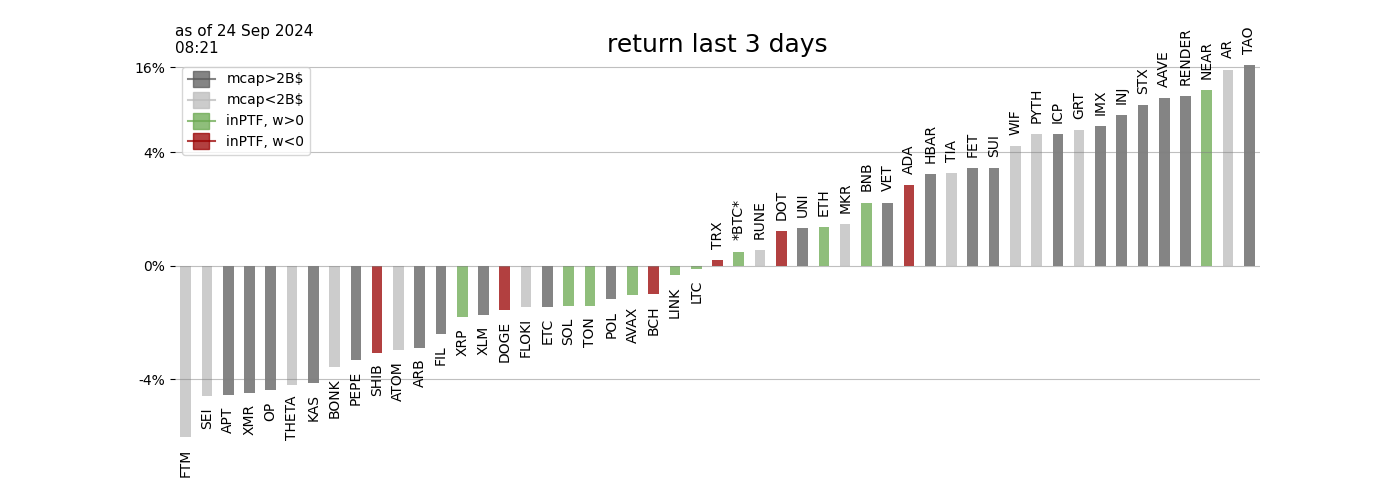 as of 24 Sep 2024
08:21
return last 3 days
16%
4%
0%
-4%
mcap>2B$
mcap<2B$
inPTF, w>0
inPTF, w<0
FTM
SEI
APT
XMR
OP
THETA
KAS
BONK
PEPE
SHIB
ATOM
ARB
FIL
XRP
XLM
DOGE
FLOKI
ETC
SOL
TON
POL
AVAX
BCH
LINK
LTC
TRX
*BTC*
RUNE
DOT
UNI
ETH
MKR
BNB
VET
ADA
HBAR
TIA
FET
SUI
WIF
PYTH
ICP
GRT
IMX
INJ
STX
AAVE
RENDER
NEAR
AR
TAO